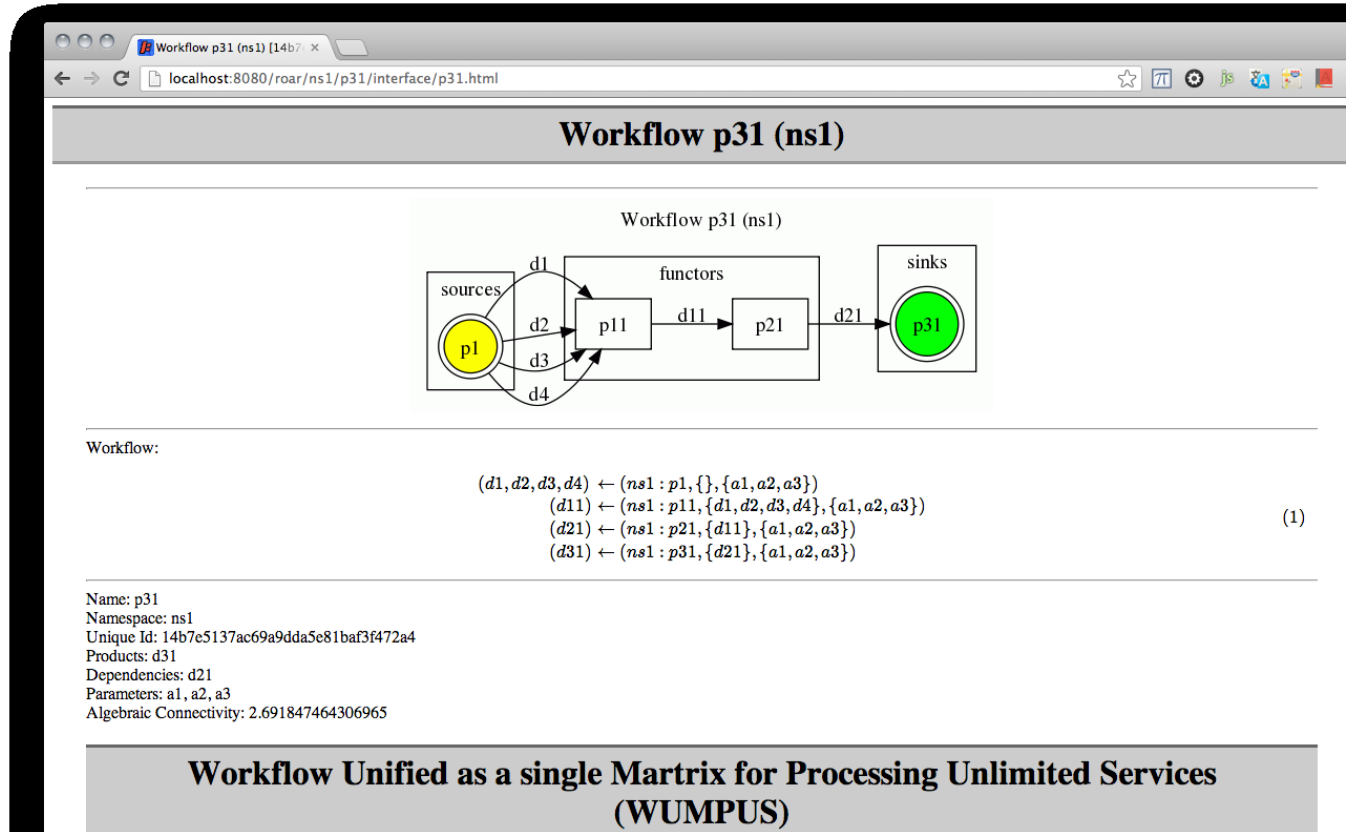 Workflow p31 (ns1) [14b7
localhost:8080/roar/ns1/p31/interface/p31.html
js
Workflow p31 (ns1)
Workflow p31 (ns1)
sources
p1
d1
d2
d3
d4
functors
p11
d11
p21
d21
sinks
p31
Workflow:
(d1, d2, d3, d4) ← (ns1 : p1, {}, {a1, a2, a3})
(d11) ← (ns1 : p11, {d1, d2, d3, d4}, {a1, a2, a3})
(d21) ← (ns1 : p21, {d11}, {a1, a2, a3})
(d31) ← (ns1 : p31, {d21}, {a1, a2, a3})
(1)
Name: p31
Namespace: ns1
Unique Id: 14b7e5137ac69a9dda5e81baf3f472a4
Products: d31
Dependencies: d21
Parameters: a1, a2, a3
Algebraic Connectivity: 2.691847464306965
Workflow Unified as a single Martrix for Processing Unlimited Services
(WUMPUS)